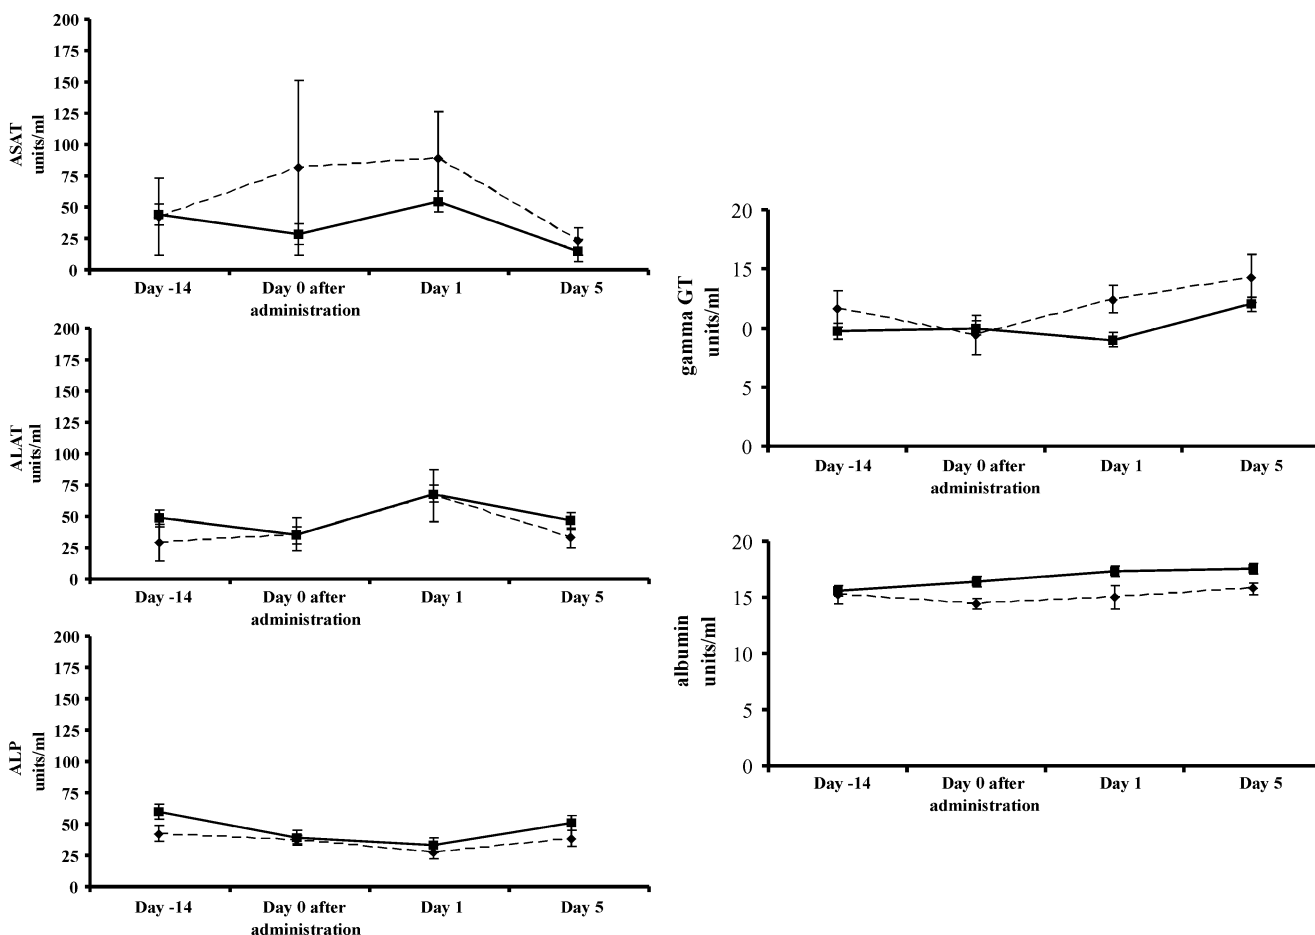 200
175
150
125
100
75
50
25
0
ASAT
units/ml
Day -14
Day 0 after
administration
Day 1
Day 5
200
175
150
125
100
75
50
25
0
ALAT
units/ml
Day -14
Day 0 after
administration
Day 1
Day 5
200
175
150
125
100
75
50
25
0
ALP
units/ml
Day -14
Day 0 after
administration
Day 1
Day 5
20
15
0
5
0
gamma GT
units/ml
Day -14
Day 0 after
administration
Day 1
Day 5
20
15
10
5
0
albumin
units/ml
Day -14
Day 0 after
administration
Day 1
Day 5